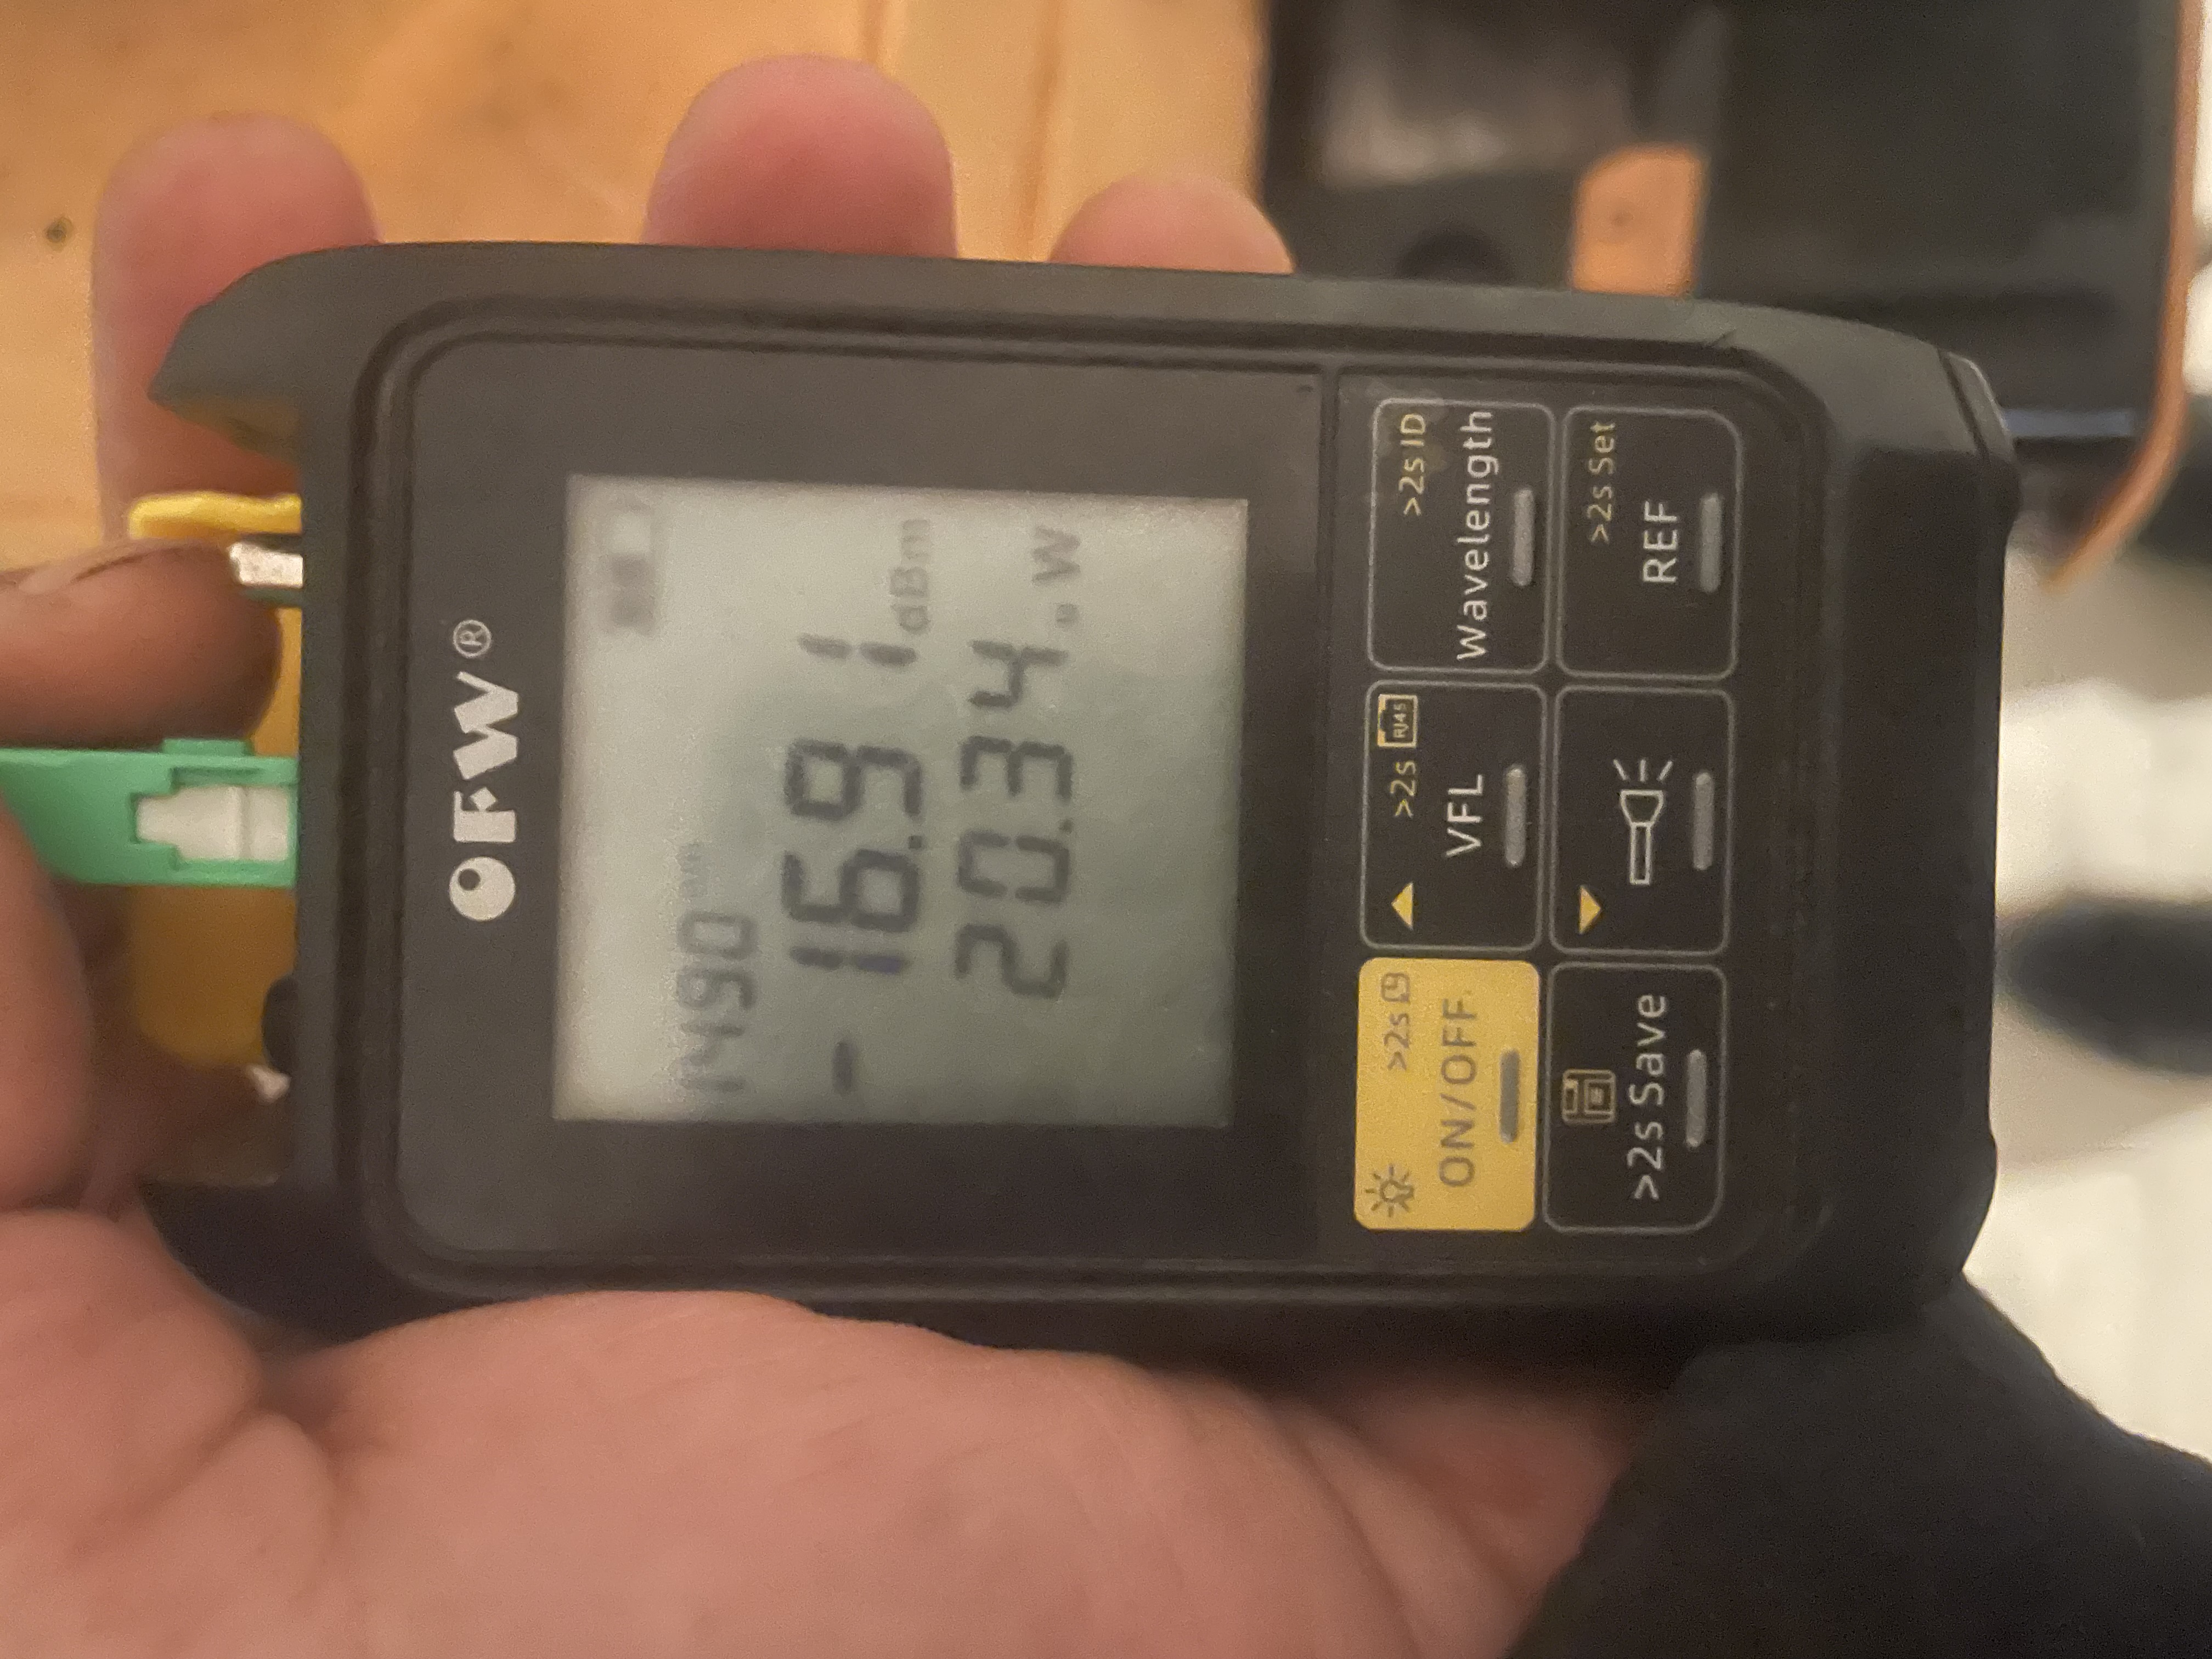 OFW®
1490 nm
-16.91 dBm
20.34 uW
>2s
ON/OFF
>2s RJ45
VFL
>2s ID
Wavelength
>2s Save
>2s Set
REF